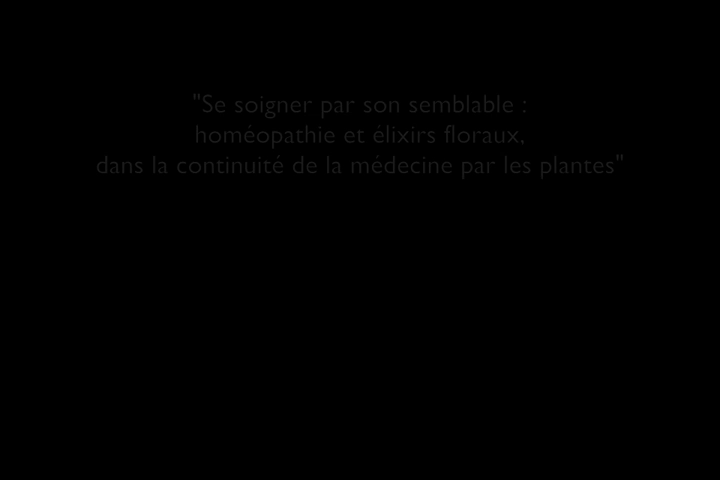 "Se soigner par son semblable :
homéopathie et élixirs floraux,
dans la continuité de la médecine par les plantes"